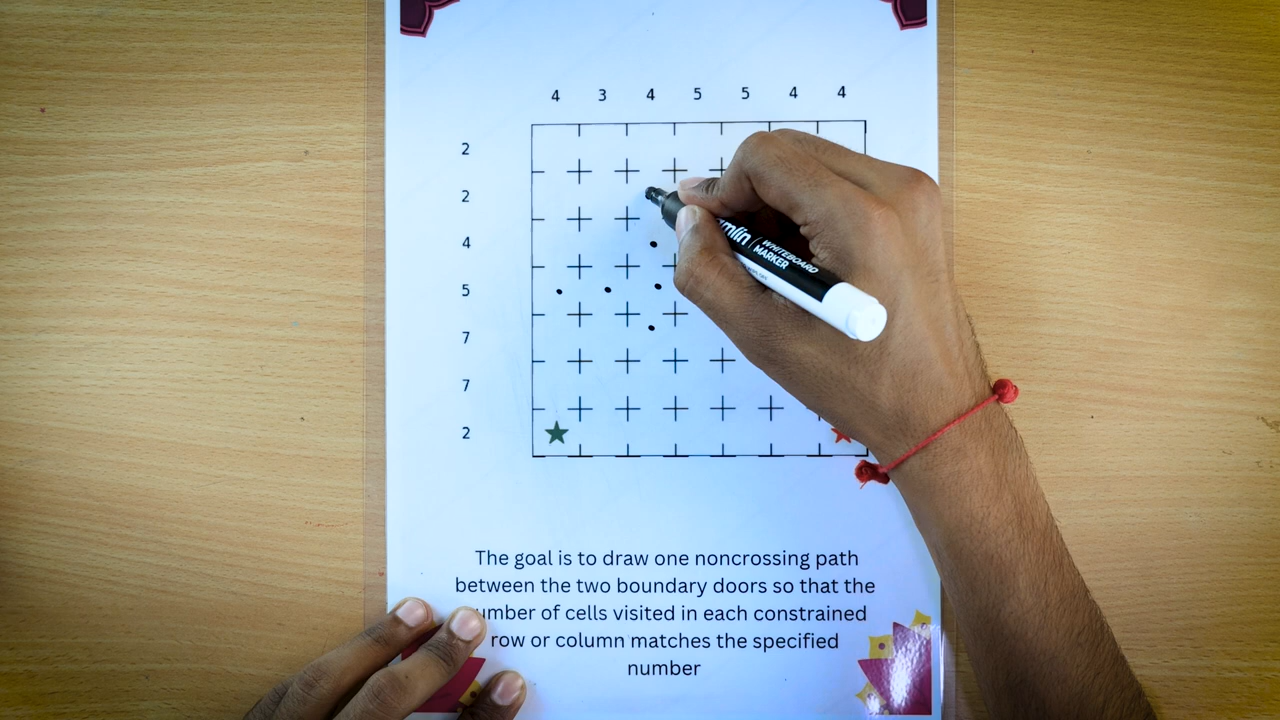 4 3 4 5 5 4 4
2
2
4
5
7
7
2
WHITEBOARD
MARKER
The goal is to draw one noncrossing path
between the two boundary doors so that the
of cells visited in each constrained
row or column matches the specified
number